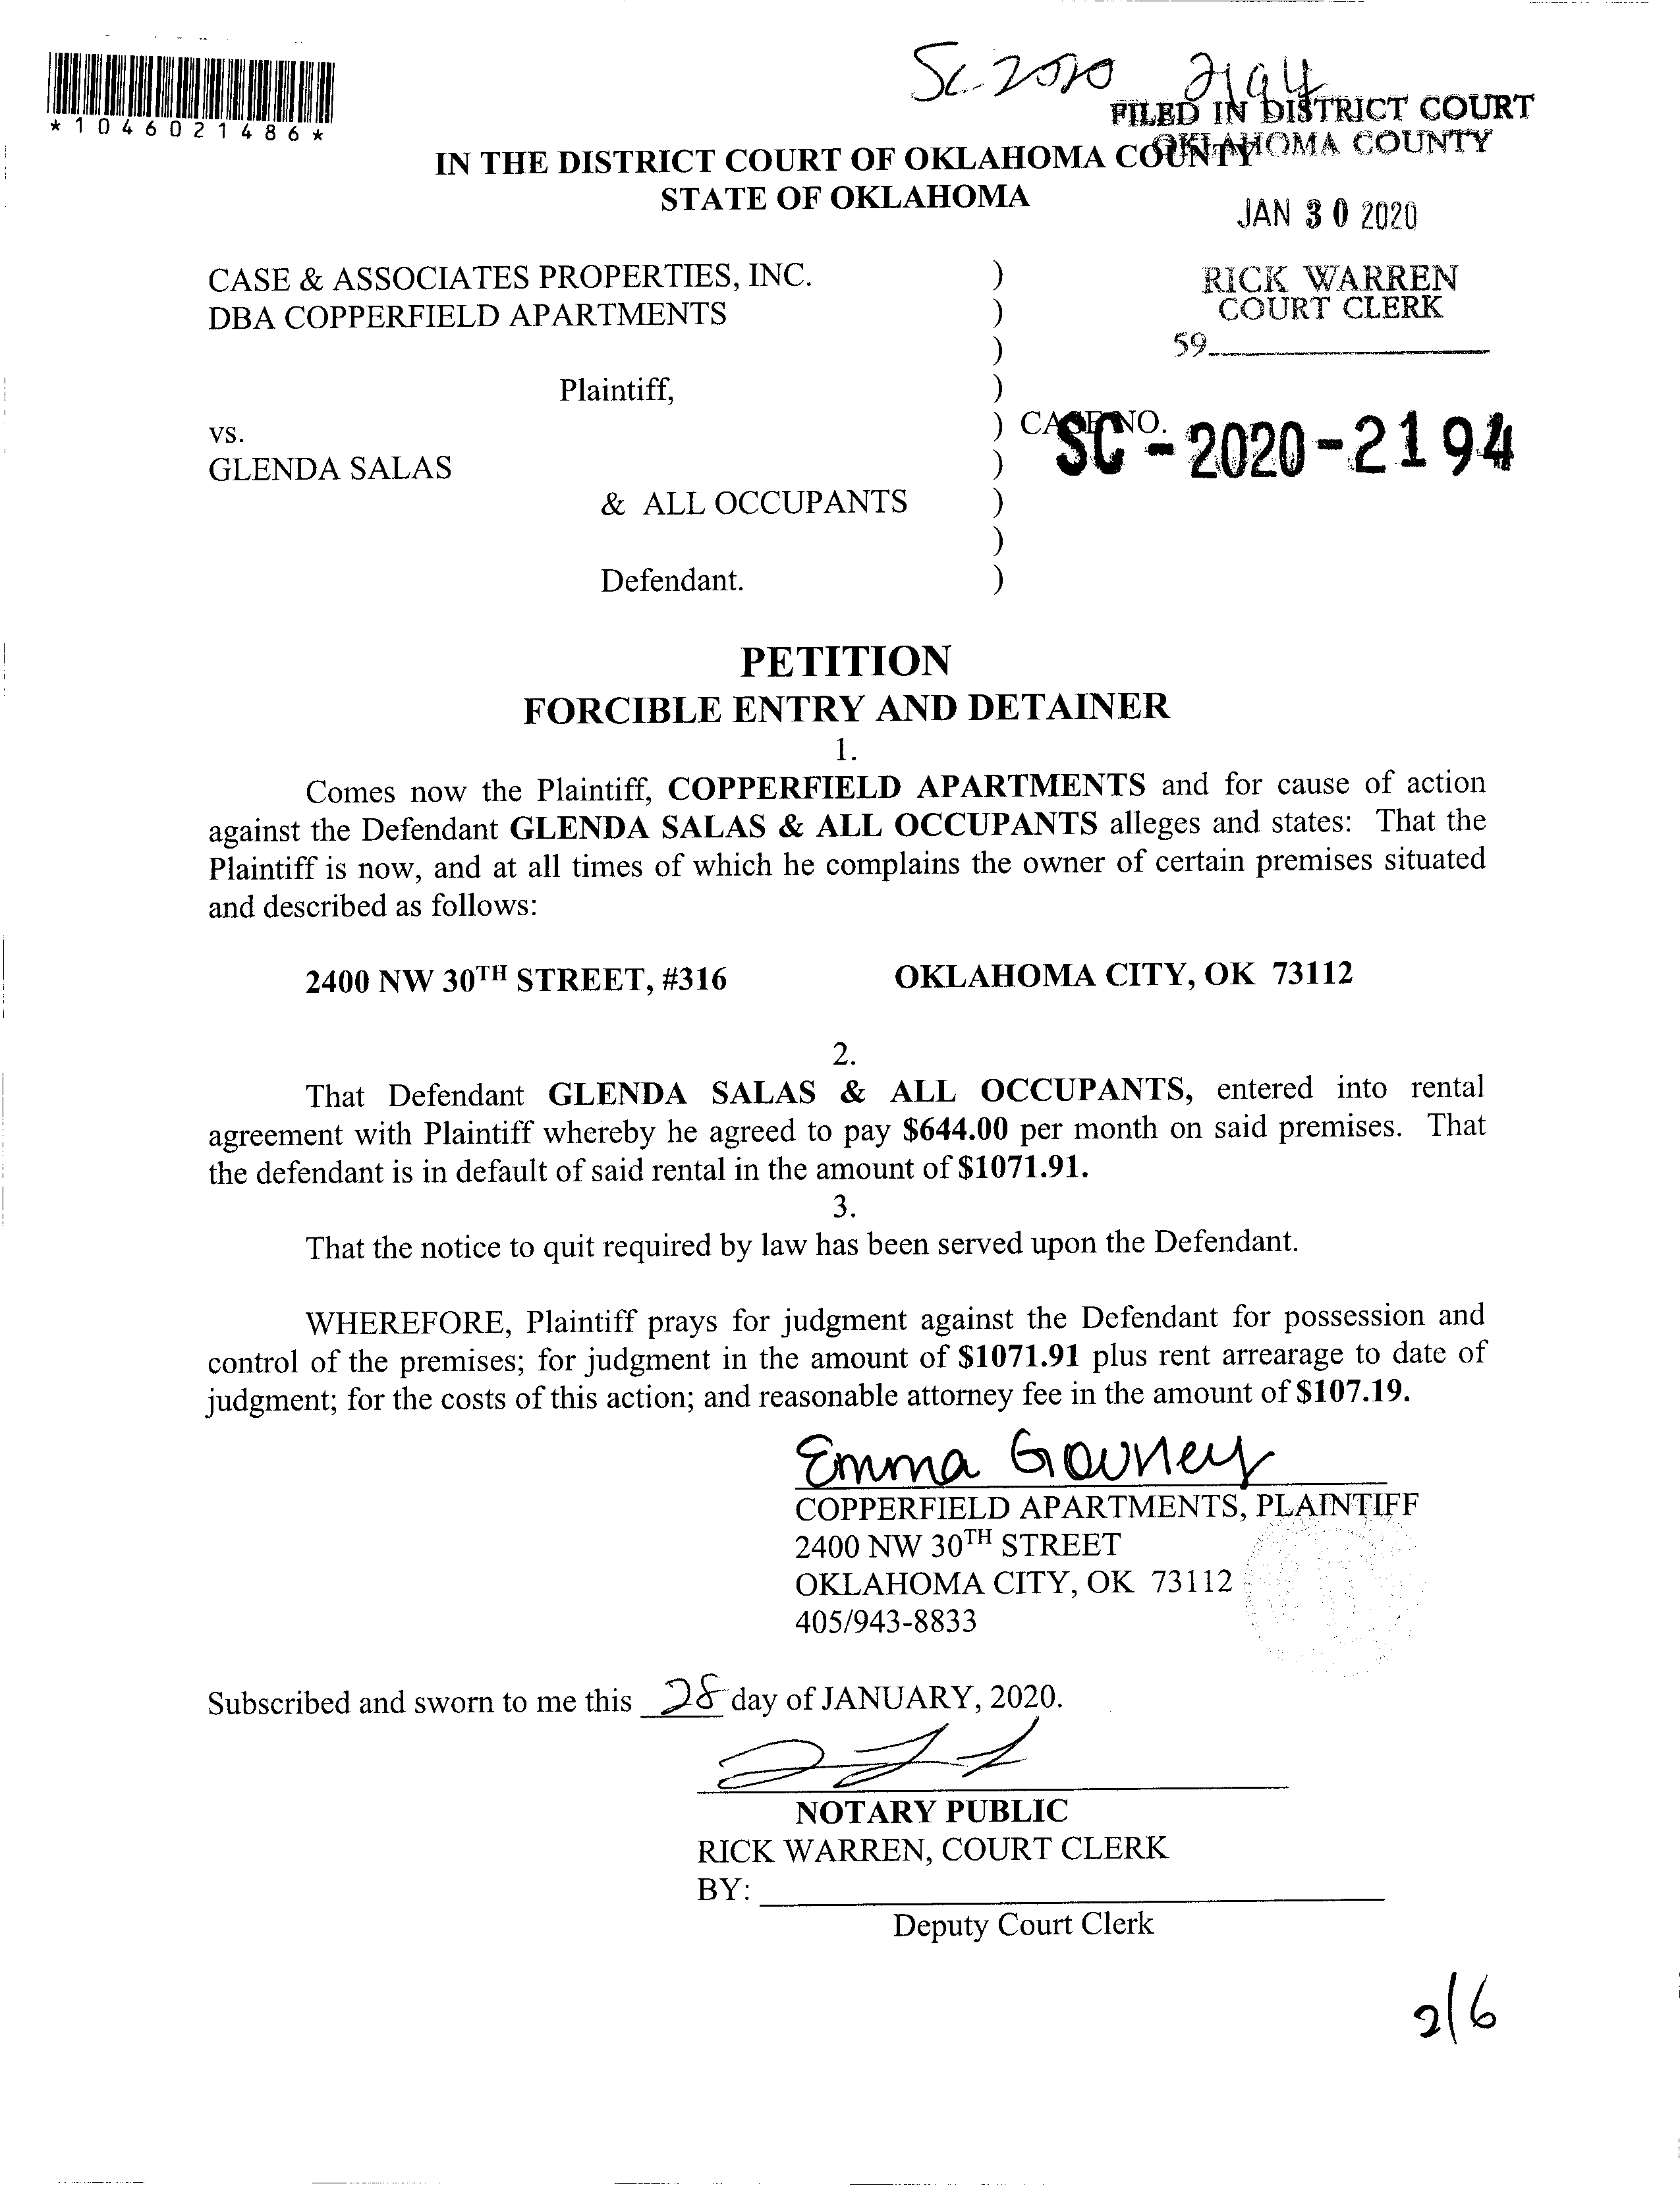 SC-2020 2194
*1046021486*
FILED IN DISTRICT COURT
OKLAHOMA COUNTY
IN THE DISTRICT COURT OF OKLAHOMA COUNTY
STATE OF OKLAHOMA
JAN 30 2020
CASE & ASSOCIATES PROPERTIES, INC. )
DBA COPPERFIELD APARTMENTS )
)
RICK WARREN
COURT CLERK
59
Plaintiff, )
vs. ) CASE NO. SC-2020-2194
GLENDA SALAS )
& ALL OCCUPANTS )
)
Defendant. )
PETITION
FORCIBLE ENTRY AND DETAINER
1.
Comes now the Plaintiff, COPPERFIELD APARTMENTS and for cause of action
against the Defendant GLENDA SALAS & ALL OCCUPANTS alleges and states: That the
Plaintiff is now, and at all times of which he complains the owner of certain premises situated
and described as follows:
2400 NW 30TH STREET, #316 OKLAHOMA CITY, OK 73112
2.
That Defendant GLENDA SALAS & ALL OCCUPANTS, entered into rental
agreement with Plaintiff whereby he agreed to pay $644.00 per month on said premises. That
the defendant is in default of said rental in the amount of $1071.91.
3.
That the notice to quit required by law has been served upon the Defendant.
WHEREFORE, Plaintiff prays for judgment against the Defendant for possession and
control of the premises; for judgment in the amount of $1071.91 plus rent arrearage to date of
judgment; for the costs of this action; and reasonable attorney fee in the amount of $107.19.
Emma Gourney
COPPERFIELD APARTMENTS, PLAINTIFF
2400 NW 30TH STREET
OKLAHOMA CITY, OK 73112
405/943-8833
Subscribed and sworn to me this 28 day of JANUARY, 2020.
NOTARY PUBLIC
RICK WARREN, COURT CLERK
BY:
Deputy Court Clerk
2/6